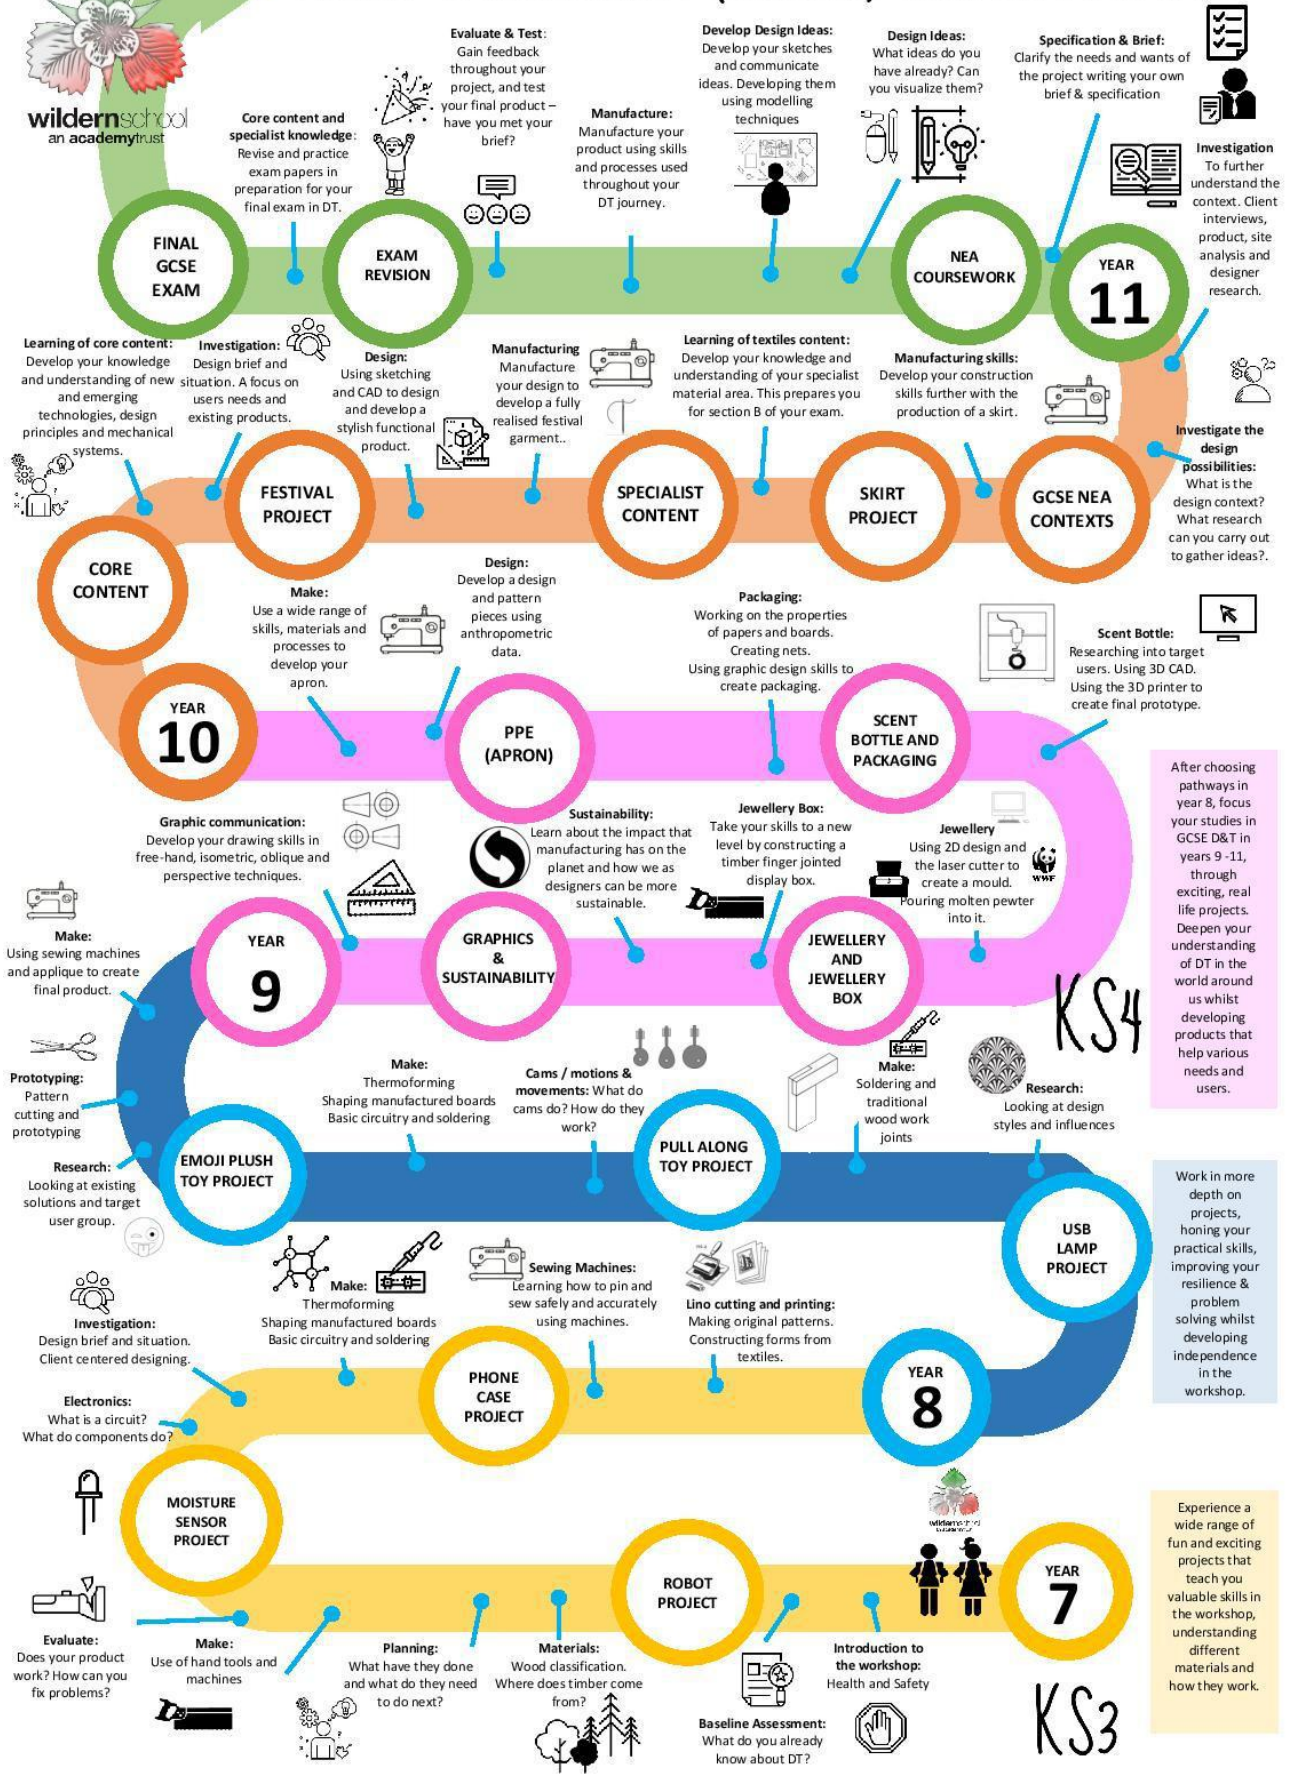 wildernschool
an academytrust
Core content and
specialist knowledge:
Revise and practice
exam papers in
preparation for your
final exam in DT.
Evaluate & Test:
Gain feedback
throughout your
project, and test
your final product –
have you met your
brief?
Manufacture:
Manufacture your
product using skills
and processes used
throughout your
DT journey.
Develop Design Ideas:
Develop your sketches
and communicate
ideas. Developing them
using modelling
techniques
Design Ideas:
What ideas do you
have already? Can
you visualize them?
Specification & Brief:
Clarify the needs and wants of
the project writing your own
brief & specification
Investigation
To further
understand the
context. Client
interviews,
product, site
analysis and
designer
research.
FINAL
GCSE
EXAM
EXAM
REVISION
NEA
COURSEWORK
YEAR
11
Learning of core content:
Develop your knowledge
and understanding of new
and emerging
technologies, design
principles and mechanical
systems.
Investigation:
Design brief and
situation. A focus on
users needs and
existing products.
Design:
Using sketching
and CAD to design
and develop a
stylish functional
product.
Manufacturing
Manufacture
your design to
develop a fully
realised festival
garment..
Learning of textiles content:
Develop your knowledge and
understanding of your specialist
material area. This prepares you
for section B of your exam.
Manufacturing skills:
Develop your construction
skills further with the
production of a skirt.
Investigate the
design
possibilities:
What is the
design context?
What research
can you carry out
to gather ideas?.
CORE
CONTENT
FESTIVAL
PROJECT
SPECIALIST
CONTENT
SKIRT
PROJECT
GCSE NEA
CONTEXTS
Make:
Use a wide range of
skills, materials and
processes to
develop your
apron.
Design:
Develop a design
and pattern
pieces using
anthropometric
data.
Packaging:
Working on the properties
of papers and boards.
Creating nets.
Using graphic design skills to
create packaging.
Scent Bottle:
Researching into target
users. Using 3D CAD.
Using the 3D printer to
create final prototype.
YEAR
10
PPE
(APRON)
SCENT
BOTTLE AND
PACKAGING
After choosing
pathways in
year 8, focus
your studies in
GCSE D&T in
years 9 -11,
through
exciting, real
life projects.
Deepen your
understanding
of DT in the
world around
us whilst
developing
products that
help various
needs and
users.
Graphic communication:
Develop your drawing skills in
free-hand, isometric, oblique and
perspective techniques.
Sustainability:
Learn about the impact that
manufacturing has on the
planet and how we as
designers can be more
sustainable.
Jewellery Box:
Take your skills to a new
level by constructing a
timber finger jointed
display box.
Jewellery
Using 2D design and
the laser cutter to
create a mould.
Pouring molten pewter
into it.
WWF
YEAR
9
GRAPHICS
&
SUSTAINABILITY
JEWELLERY
AND
JEWELLERY
BOX
KS4
Make:
Using sewing machines
and applique to create
final product.
Prototyping:
Pattern
cutting and
prototyping
Research:
Looking at existing
solutions and target
user group.
Make:
Thermoforming
Shaping manufactured boards
Basic circuitry and soldering
Cams / motions &
movements: What do
cams do? How do they
work?
Make:
Soldering and
traditional
wood work
joints
Research:
Looking at design
styles and influences
EMOJI PLUSH
TOY PROJECT
PULL ALONG
TOY PROJECT
USB
LAMP
PROJECT
Work in more
depth on
projects,
honing your
practical skills,
improving your
resilience &
problem
solving whilst
developing
independence
in the
workshop.
Investigation:
Design brief and situation.
Client centered designing.
Electronics:
What is a circuit?
What do components do?
Make:
Thermoforming
Shaping manufactured boards
Basic circuitry and soldering
Sewing Machines:
Learning how to pin and
sew safely and accurately
using machines.
Lino cutting and printing:
Making original patterns.
Constructing forms from
textiles.
PHONE
CASE
PROJECT
YEAR
8
MOISTURE
SENSOR
PROJECT
ROBOT
PROJECT
wildernschool
YEAR
7
Experience a
wide range of
fun and exciting
projects that
teach you
valuable skills in
the workshop,
understanding
different
materials and
how they work.
Evaluate:
Does your product
work? How can you
fix problems?
Make:
Use of hand tools and
machines
Planning:
What have they done
and what do they need
to do next?
Materials:
Wood classification.
Where does timber come
from?
Baseline Assessment:
What do you already
know about DT?
Introduction to
the workshop:
Health and Safety
KS3